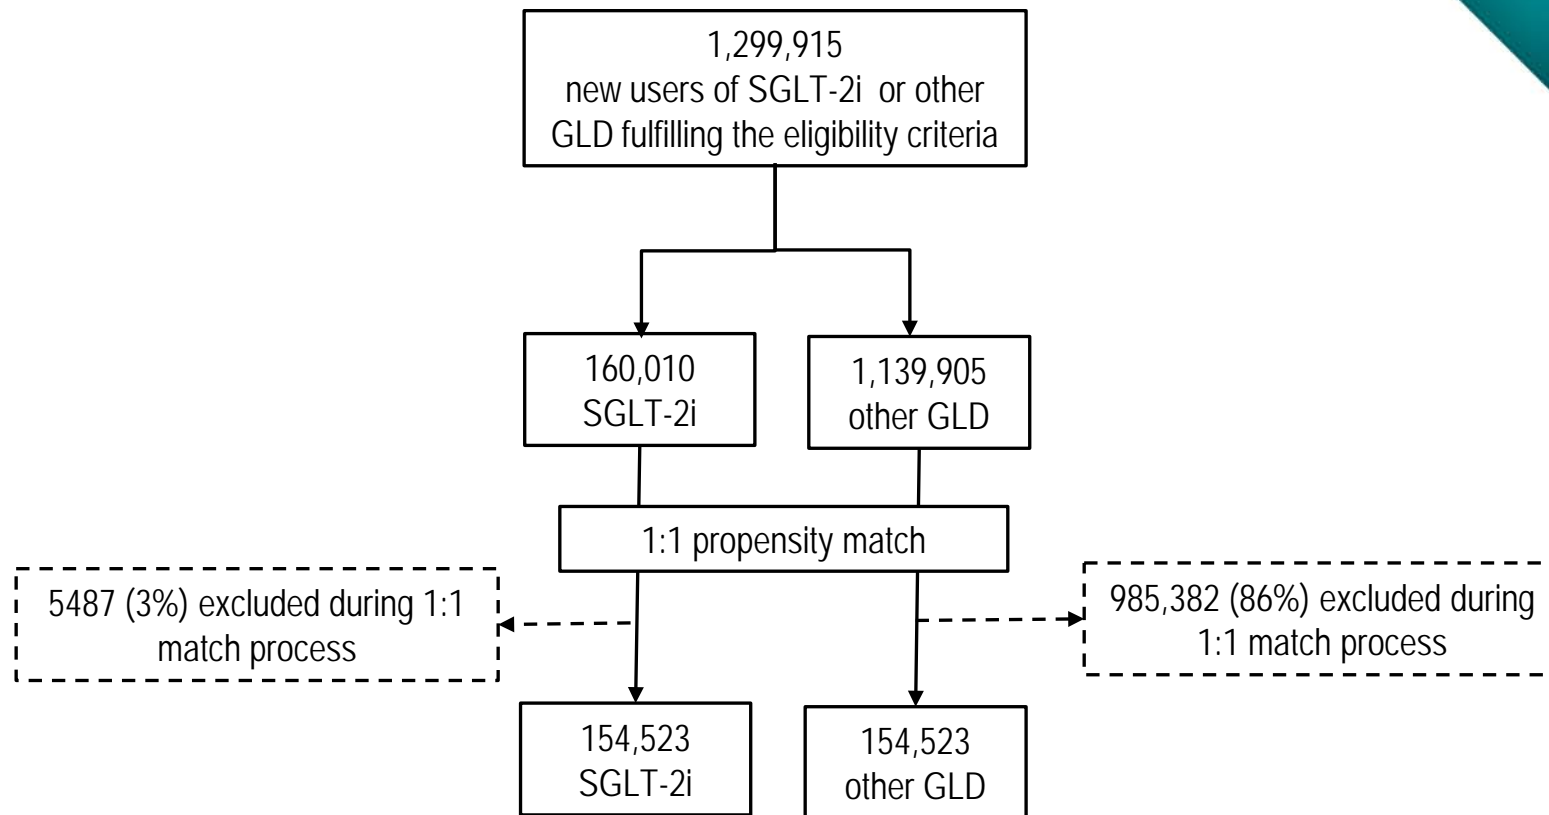 1,299,915
new users of SGLT-2i or other
GLD fulfilling the eligibility criteria
160,010
SGLT-2i
1,139,905
other GLD
1:1 propensity match
5487 (3%) excluded during 1:1
match process
985,382 (86%) excluded during
1:1 match process
154,523
SGLT-2i
154,523
other GLD